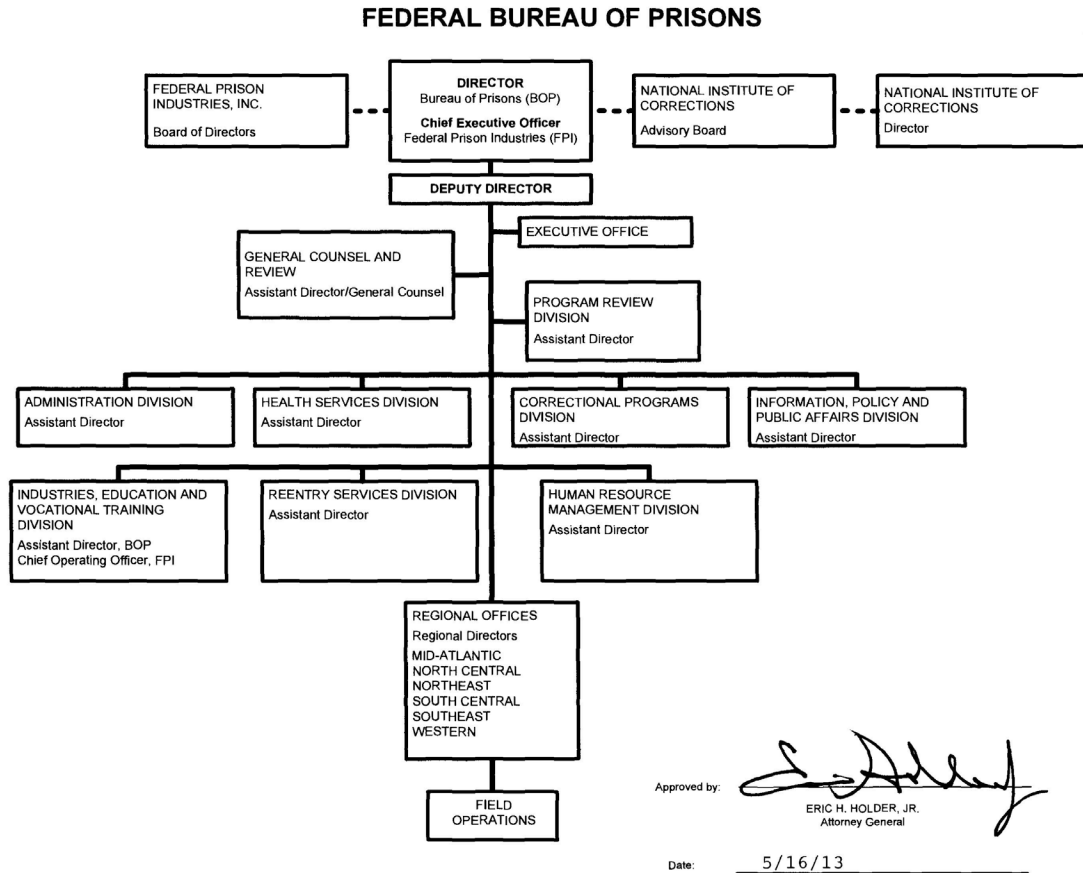 FEDERAL BUREAU OF PRISONS
FEDERAL PRISON
INDUSTRIES, INC.
Board of Directors
DIRECTOR
Bureau of Prisons (BOP)
Chief Executive Officer
Federal Prison Industries (FPI)
NATIONAL INSTITUTE OF
CORRECTIONS
Advisory Board
NATIONAL INSTITUTE OF
CORRECTIONS
Director
DEPUTY DIRECTOR
EXECUTIVE OFFICE
GENERAL COUNSEL AND
REVIEW
Assistant Director/General Counsel
PROGRAM REVIEW
DIVISION
Assistant Director
ADMINISTRATION DIVISION
Assistant Director
HEALTH SERVICES DIVISION
Assistant Director
CORRECTIONAL PROGRAMS
DIVISION
Assistant Director
INFORMATION, POLICY AND
PUBLIC AFFAIRS DIVISION
Assistant Director
INDUSTRIES, EDUCATION AND
VOCATIONAL TRAINING
DIVISION
Assistant Director, BOP
Chief Operating Officer, FPI
REENTRY SERVICES DIVISION
Assistant Director
HUMAN RESOURCE
MANAGEMENT DIVISION
Assistant Director
REGIONAL OFFICES
Regional Directors
MID-ATLANTIC
NORTH CENTRAL
NORTHEAST
SOUTH CENTRAL
SOUTHEAST
WESTERN
FIELD
OPERATIONS
Approved by:
ERIC H. HOLDER, JR.
Attorney General
Date: 5/16/13